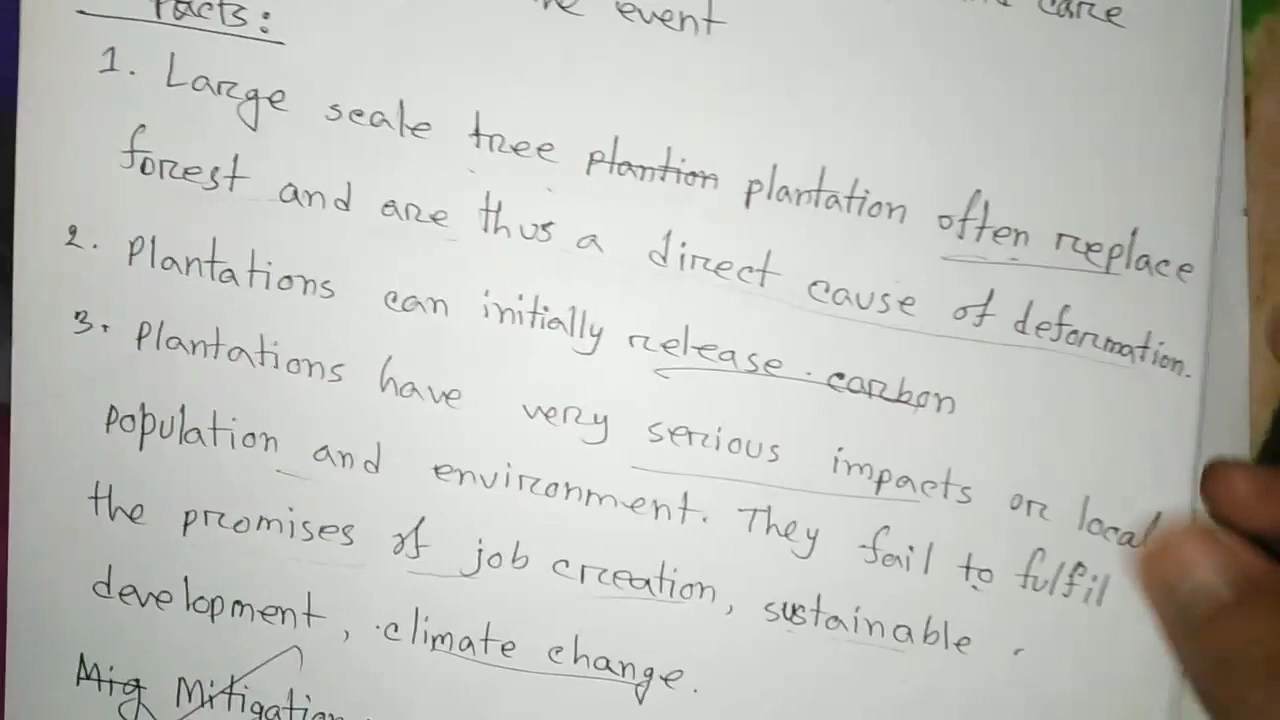 event care
Facts:
1. Large scale tree plantion plantation often replace
forest and are thus a direct cause of deformation.
2. Plantations can initially release carbon
3. Plantations have very serious impacts or local
population and environment. They fail to fulfil
the promises of job creation, sustainable
development, climate change.
Mig Mitigation